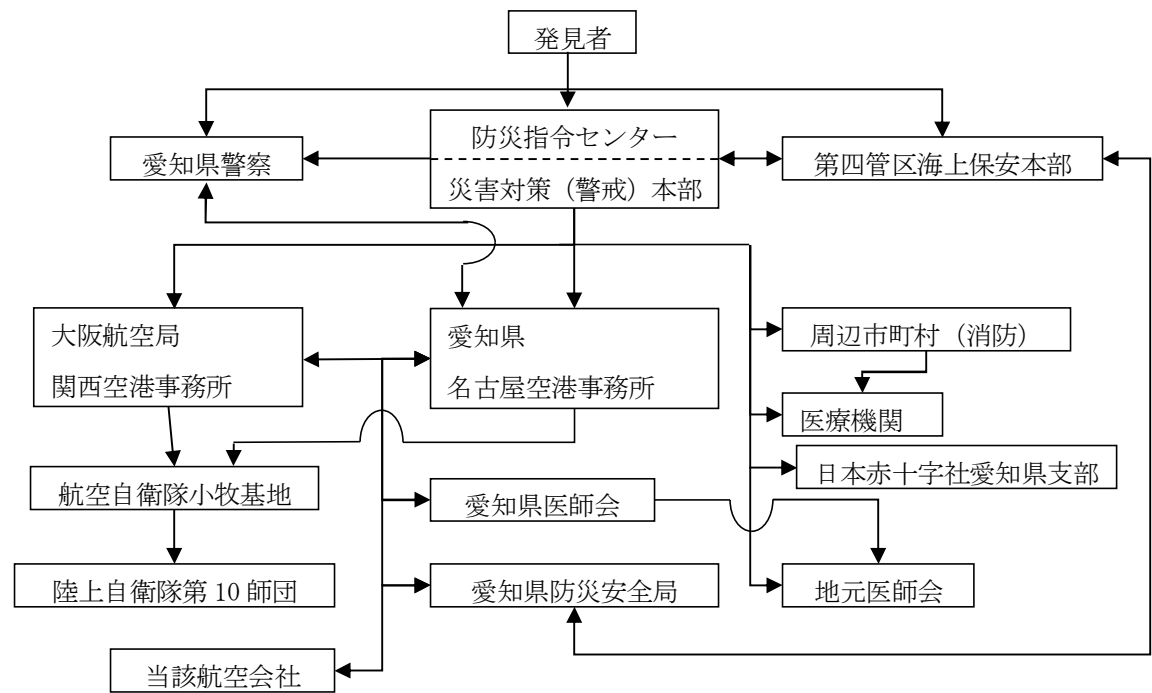 発見者
防災指令センター
災害対策（警戒）本部
愛知県警察
第四管区海上保安本部
大阪航空局
関西空港事務所
愛知県
名古屋空港事務所
周辺市町村（消防）
医療機関
日本赤十字社愛知県支部
航空自衛隊小牧基地
愛知県医師会
陸上自衛隊第 10 師団
愛知県防災安全局
地元医師会
当該航空会社